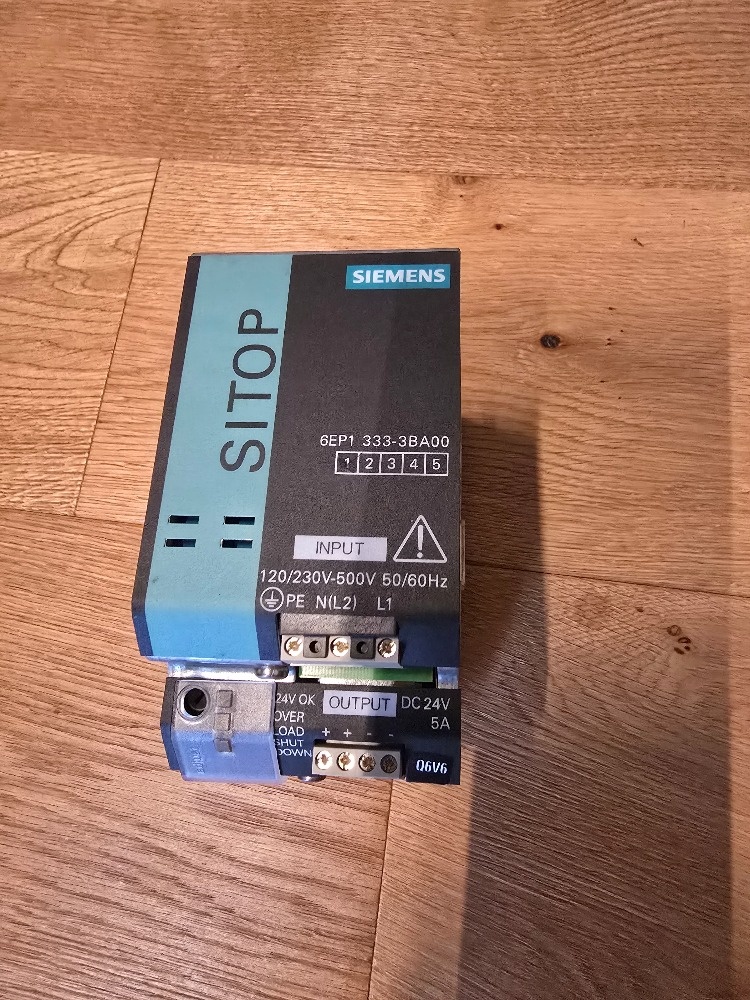 SIEMENS
SITOP
6EP1 333-3BA00
1 2 3 4 5
INPUT
120/230V-500V 50/60Hz
PE N(L2) L1
24V OK OUTPUT DC 24V
OVER 5A
LOAD + + - -
SHUT
DOWN
Q6V6